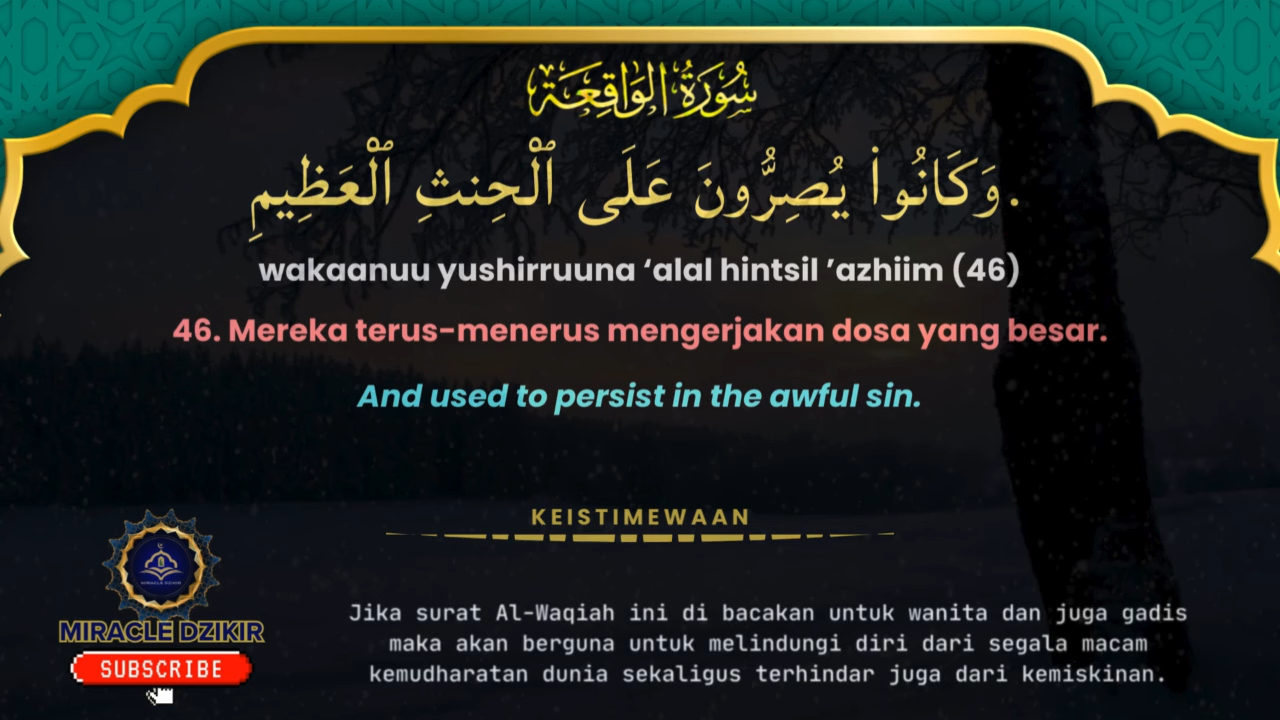 سُورَةُ الوَاقِعَة
وَكَانُوا۟ يُصِرُّونَ عَلَى ٱلْحِنثِ ٱلْعَظِيمِ.
wakaanuu yushirruuna ‘alal hintsil ’azhiim (46)
46. Mereka terus-menerus mengerjakan dosa yang besar.
And used to persist in the awful sin.
KEISTIMEWAAN
Jika surat Al-Waqiah ini di bacakan untuk wanita dan juga gadis
maka akan berguna untuk melindungi diri dari segala macam
kemudharatan dunia sekaligus terhindar juga dari kemiskinan.
MIRACLE DZIKIR
MIRACLE DZIKIR
SUBSCRIBE